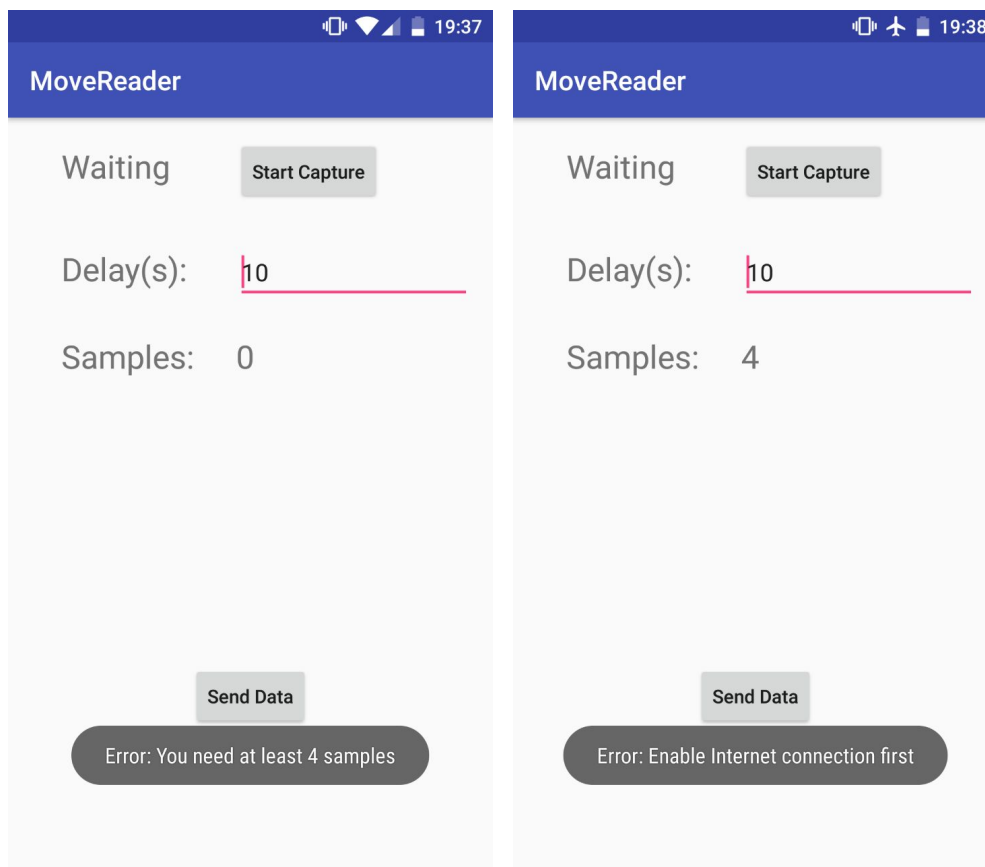 19:37
MoveReader
Waiting
Start Capture
Delay(s):
10
Samples:
0
Send Data
Error: You need at least 4 samples
19:38
MoveReader
Waiting
Start Capture
Delay(s):
10
Samples:
4
Send Data
Error: Enable Internet connection first